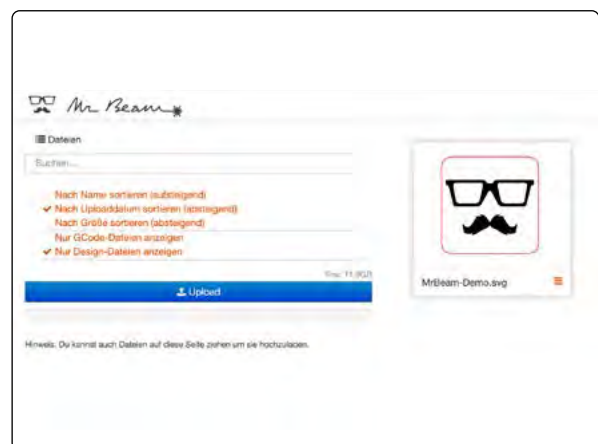 Mr Beam
Dateien
Suchen...
Nach Name sortieren (aufsteigend)
Nach Uploaddatum sortieren (absteigend)
Nach Größe sortieren (absteigend)
Nur GCode-Dateien anzeigen
Nur Design-Dateien anzeigen
Upload
Hinweis: Du kannst auch Dateien auf diese Seite ziehen um sie hochzuladen.
MrBeam-Demo.svg